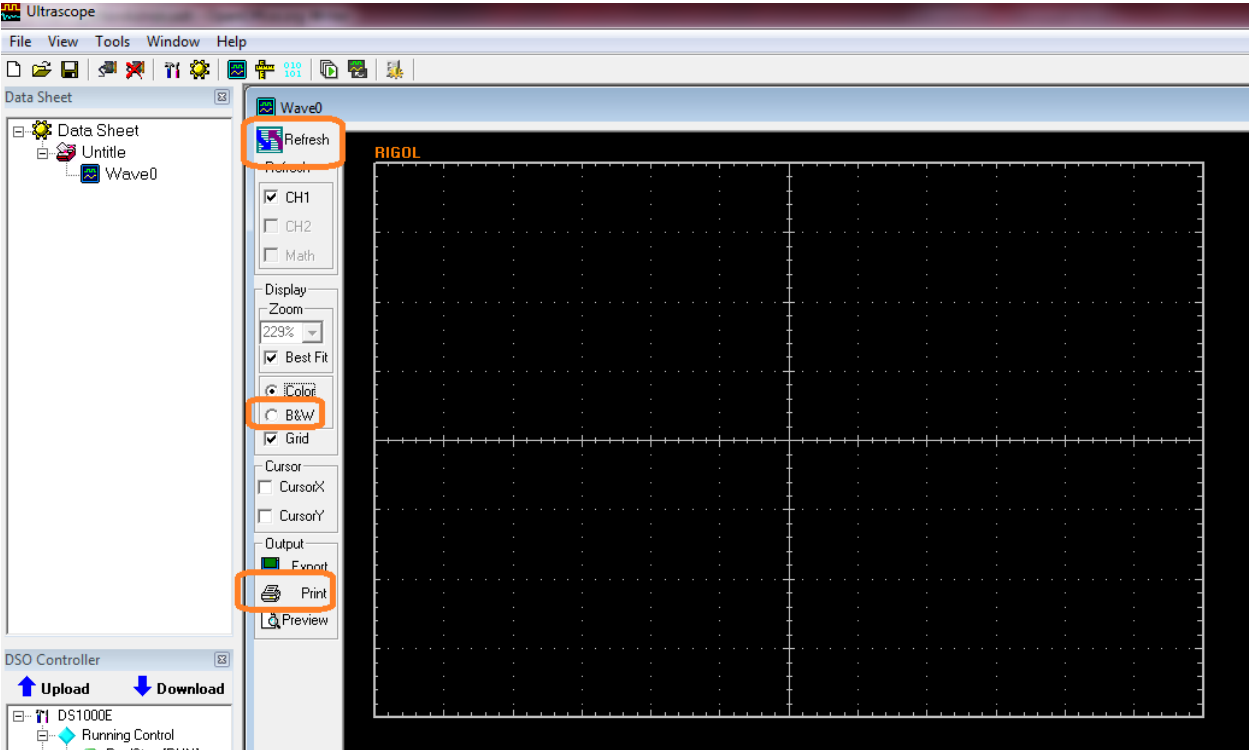 Ultrascope
File View Tools Window Help
010
101
Data Sheet
Data Sheet
Untitle
Wave0
Wave0
Refresh
Refresh
CH1
CH2
Math
Display
Zoom
229%
Best Fit
Color
B&W
Grid
Cursor
CursorX
CursorY
Output
Export
Print
Preview
RIGOL
DSO Controller
Upload Download
DS1000E
Running Control